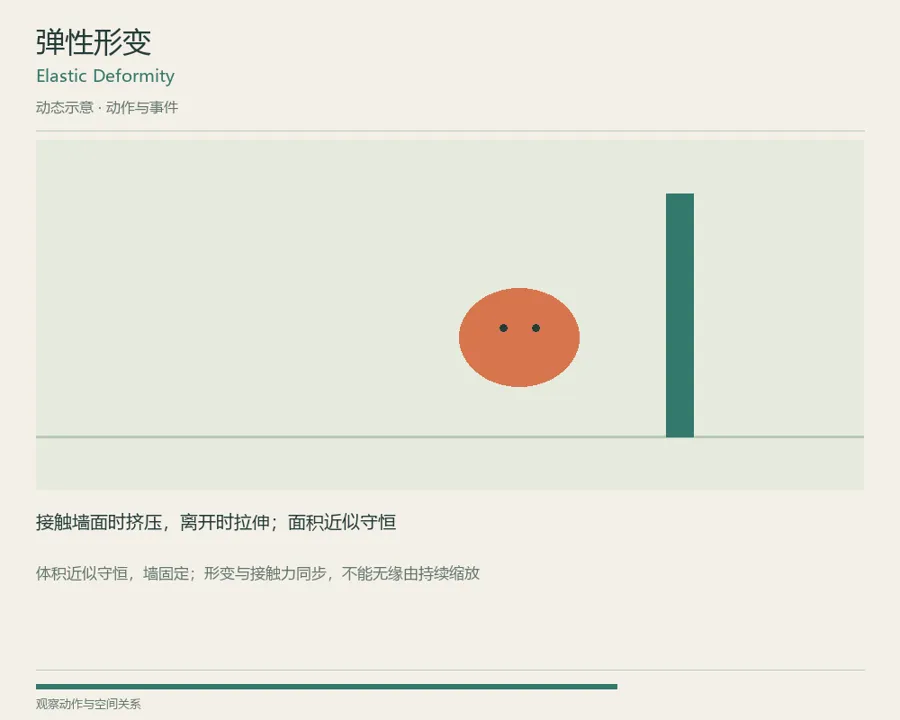 弹性形变
Elastic Deformity
动态示意 · 动作与事件
接触墙面时挤压，离开时拉伸；面积近似守恒
体积近似守恒，墙固定；形变与接触力同步，不能无缘由持续缩放
观察动作与空间关系